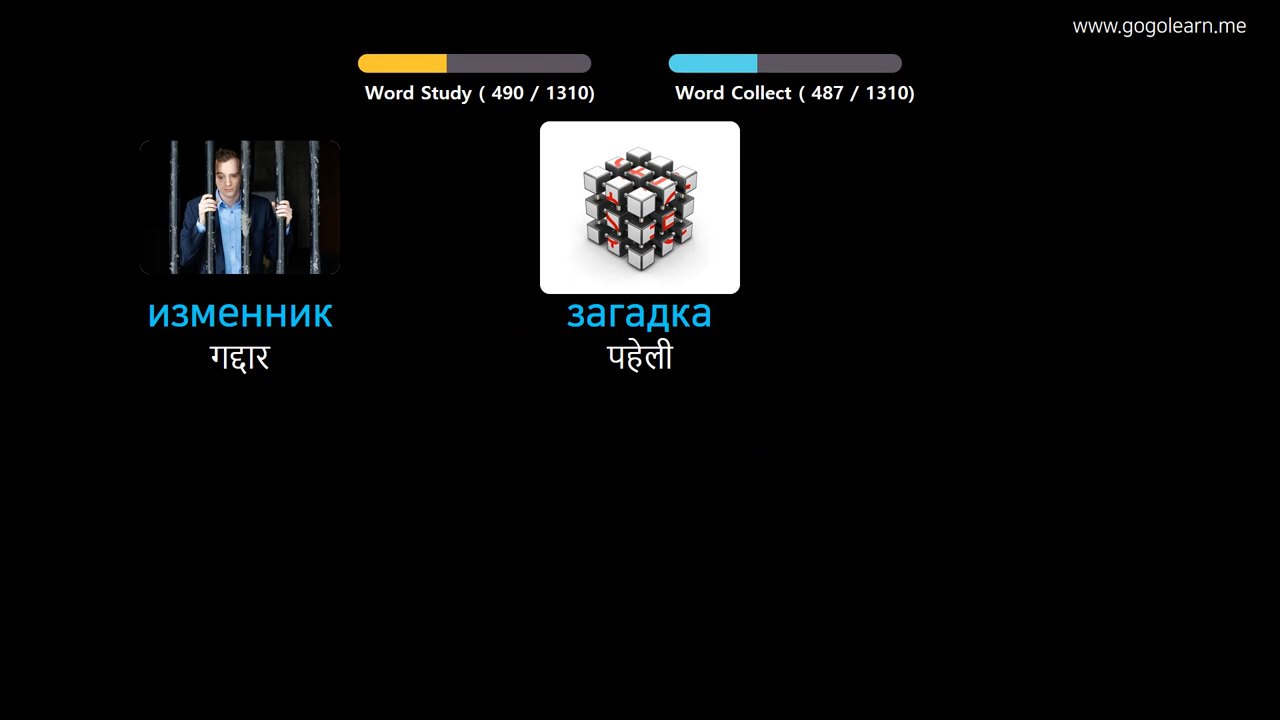 www.gogolearn.me
Word Study ( 490 / 1310)
Word Collect ( 487 / 1310)
изменник
गद्दार
загадка
पहेली